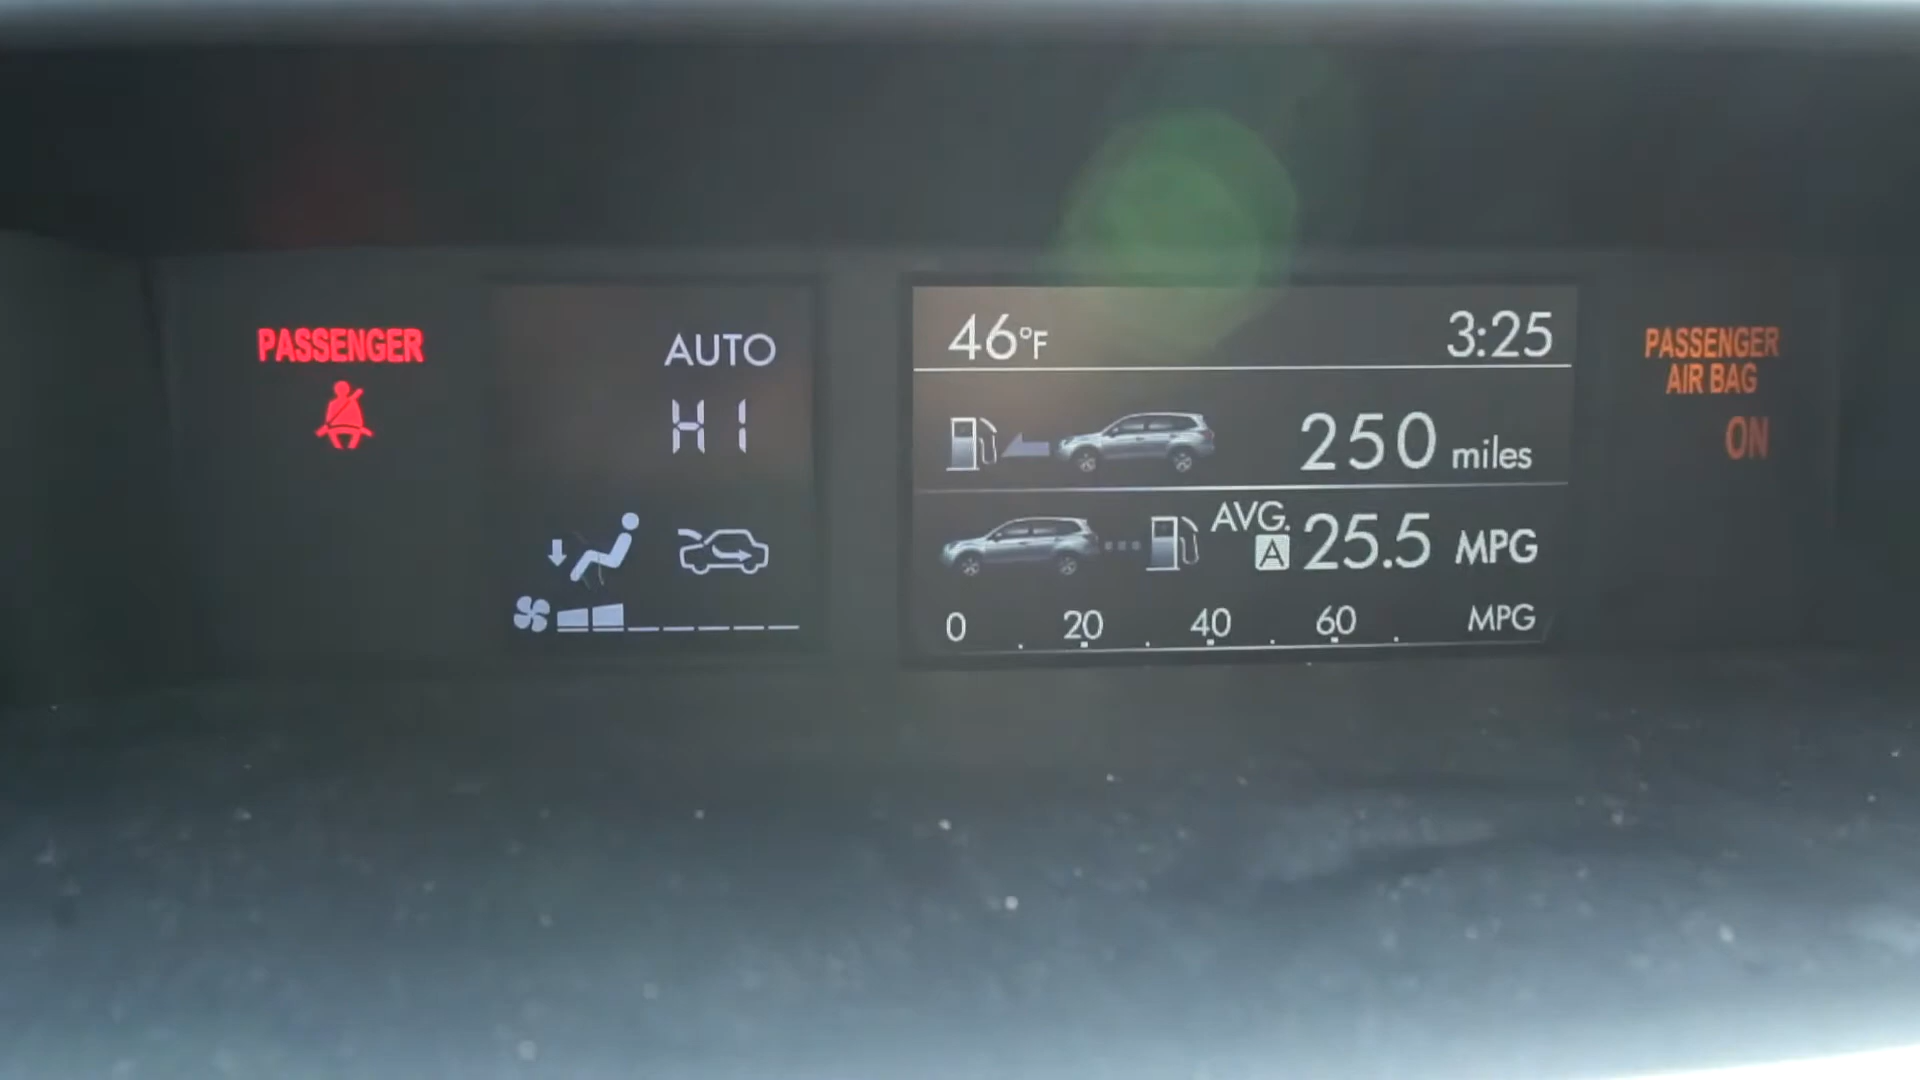 PASSENGER
AUTO
HI
46°F 3:25
250 miles
AVG.
A 25.5 MPG
0 20 40 60 MPG
PASSENGER
AIR BAG
ON